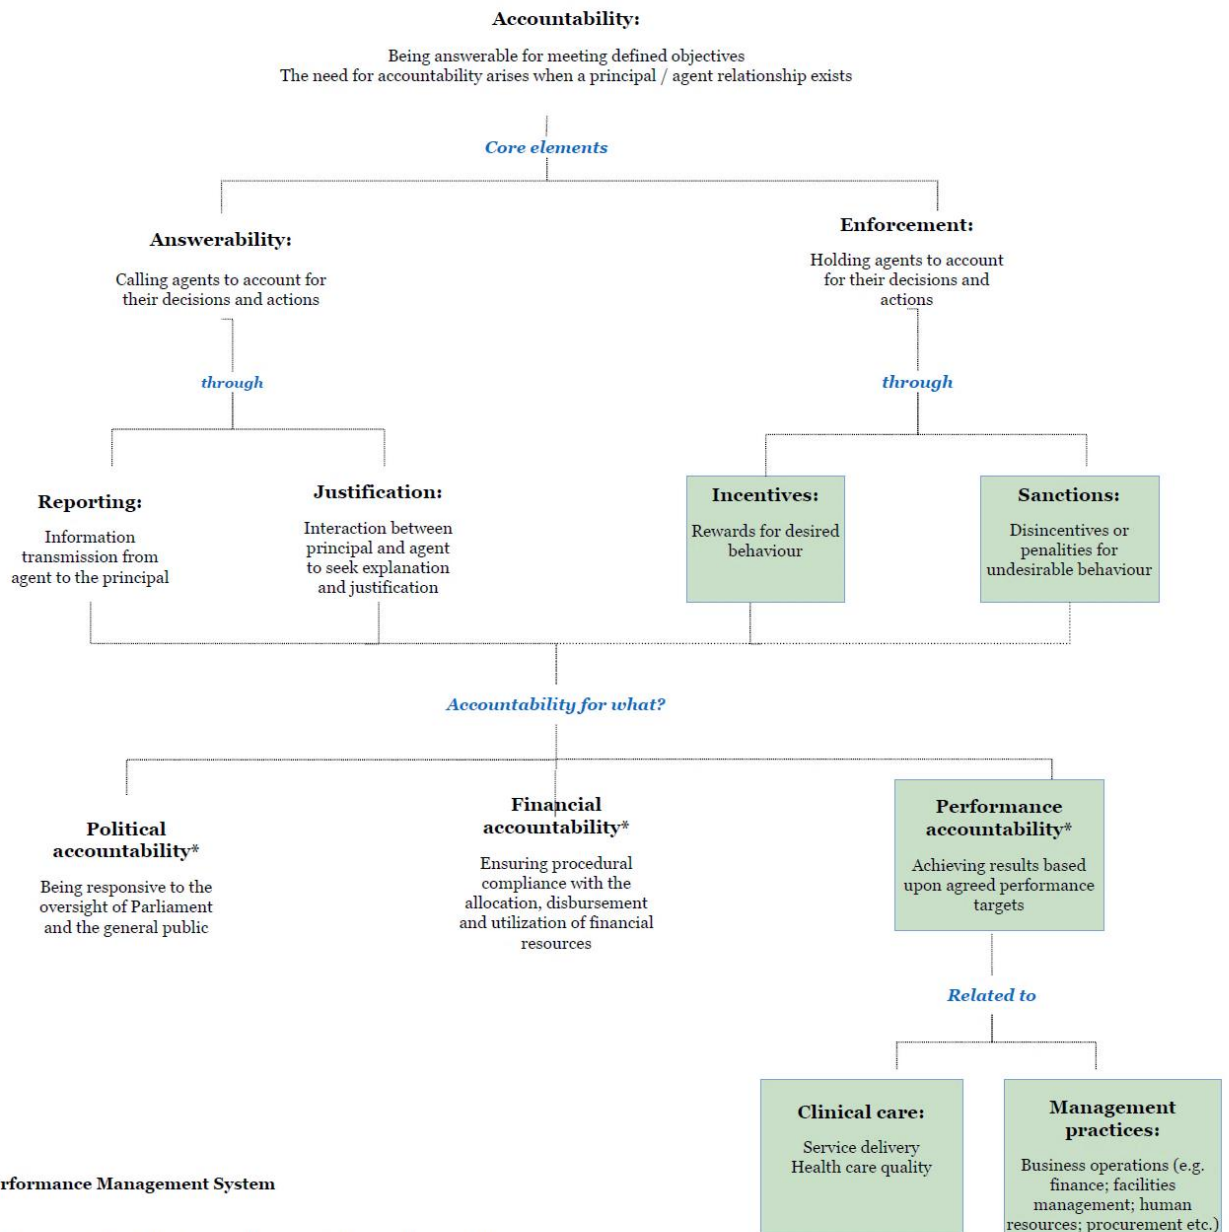 Accountability:
Being answerable for meeting defined objectives
The need for accountability arises when a principal / agent relationship exists
Core elements
Answerability:
Calling agents to account for
their decisions and actions
Enforcement:
Holding agents to account
for their decisions and
actions
through
through
Reporting:
Information
transmission from
agent to the principal
Justification:
Interaction between
principal and agent
to seek explanation
and justification
Incentives:
Rewards for desired
behaviour
Sanctions:
Disincentives or
penalities for
undesirable behaviour
Accountability for what?
Political
accountability*
Being responsive to the
oversight of Parliament
and the general public
Financial
accountability*
Ensuring procedural
compliance with the
allocation, disbursement
and utilization of financial
resources
Performance
accountability*
Achieving results based
upon agreed performance
targets
Related to
Clinical care:
Service delivery
Health care quality
Management
practices:
Business operations (e.g.
finance; facilities
management; human
resources; procurement etc.)
rformance Management System